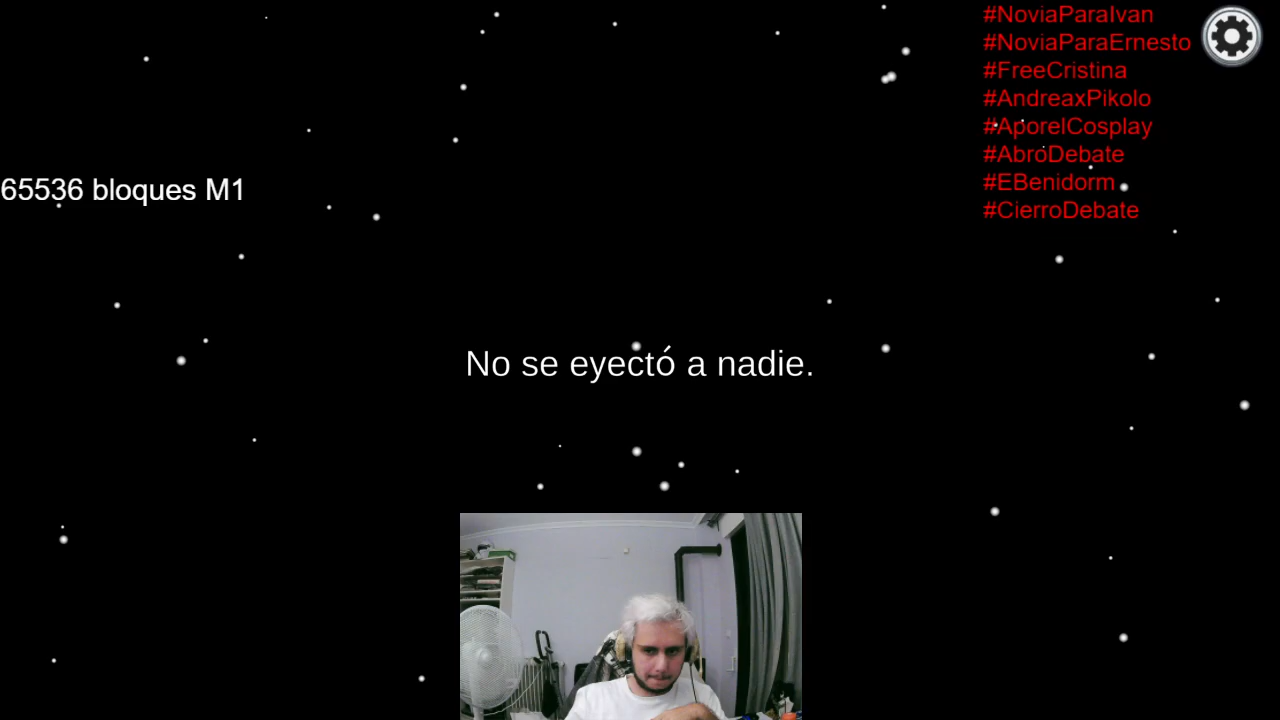 #NoviaParaIvan
#NoviaParaErnesto
#FreeCristina
#AndreaxPikolo
#AporelCosplay
#AbroDebate
#EBenidorm
#CierroDebate
65536 bloques M1
No se eyectó a nadie.